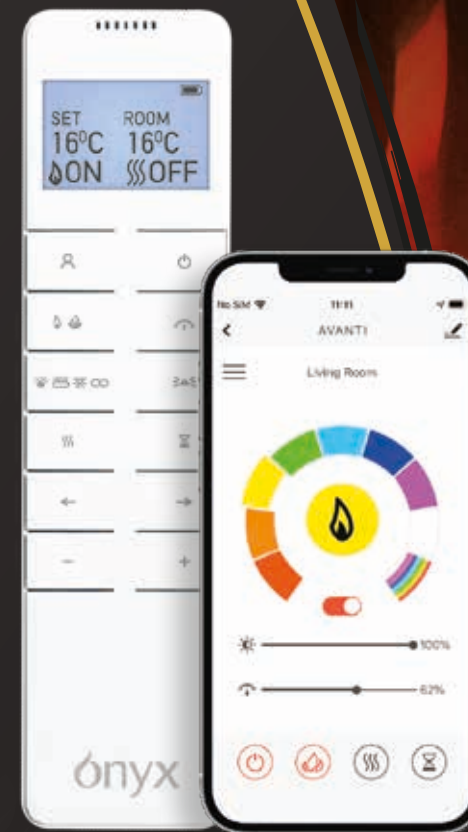 SET ROOM
16°C 16°C
ON OFF
onyx
No SIM 11:11
AVANTI
Living Room
100%
62%